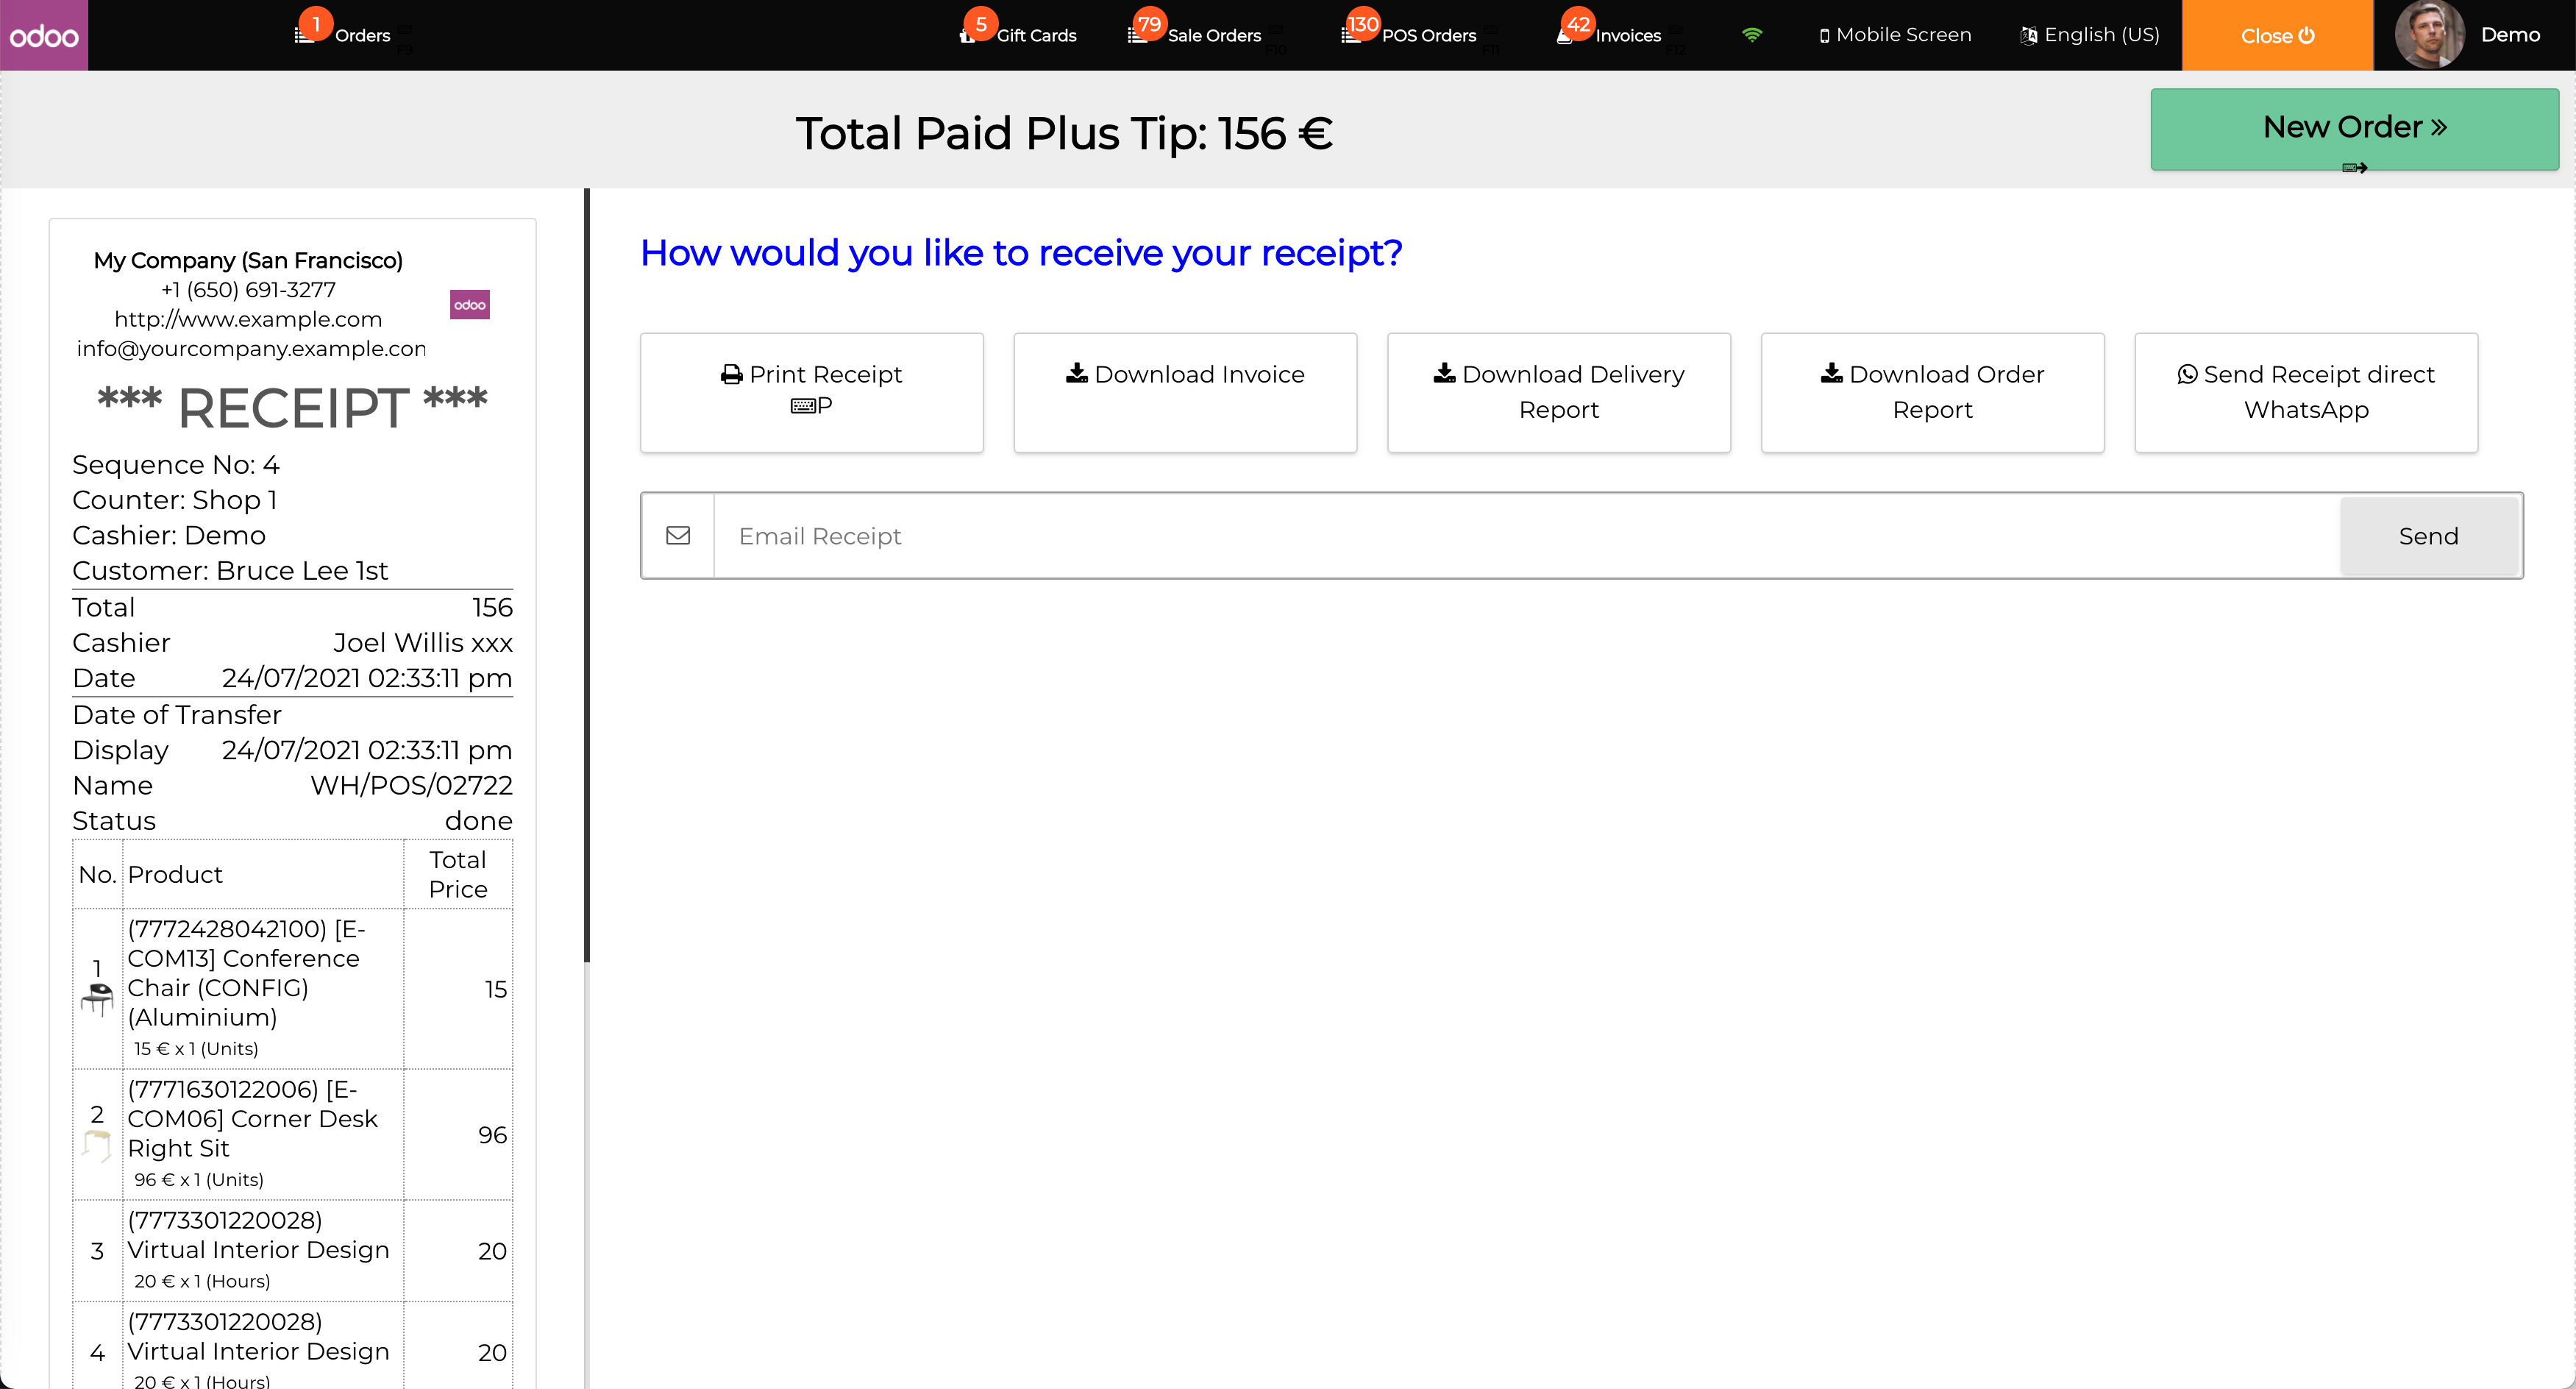 odoo
1 Orders F9
5 Gift Cards
79 Sale Orders F10
130 POS Orders F11
42 Invoices F12
Mobile Screen
English (US)
Close
Demo
Total Paid Plus Tip: 156 €
New Order »
My Company (San Francisco)
+1 (650) 691-3277
http://www.example.com
info@yourcompany.example.con
odoo
*** RECEIPT ***
Sequence No: 4
Counter: Shop 1
Cashier: Demo
Customer: Bruce Lee 1st
Total 156
Cashier Joel Willis xxx
Date 24/07/2021 02:33:11 pm
Date of Transfer
Display 24/07/2021 02:33:11 pm
Name WH/POS/02722
Status done
No. Product Total
Price
1 (7772428042100) [E-
COM13] Conference
Chair (CONFIG)
(Aluminium) 15
15 € x 1 (Units)
2 (7771630122006) [E-
COM06] Corner Desk
Right Sit 96
96 € x 1 (Units)
(7773301220028)
3 Virtual Interior Design 20
20 € x 1 (Hours)
(7773301220028)
4 Virtual Interior Design 20
20 € x 1 (Hours)
How would you like to receive your receipt?
Print Receipt
P
Download Invoice
Download Delivery
Report
Download Order
Report
Send Receipt direct
WhatsApp
Email Receipt
Send